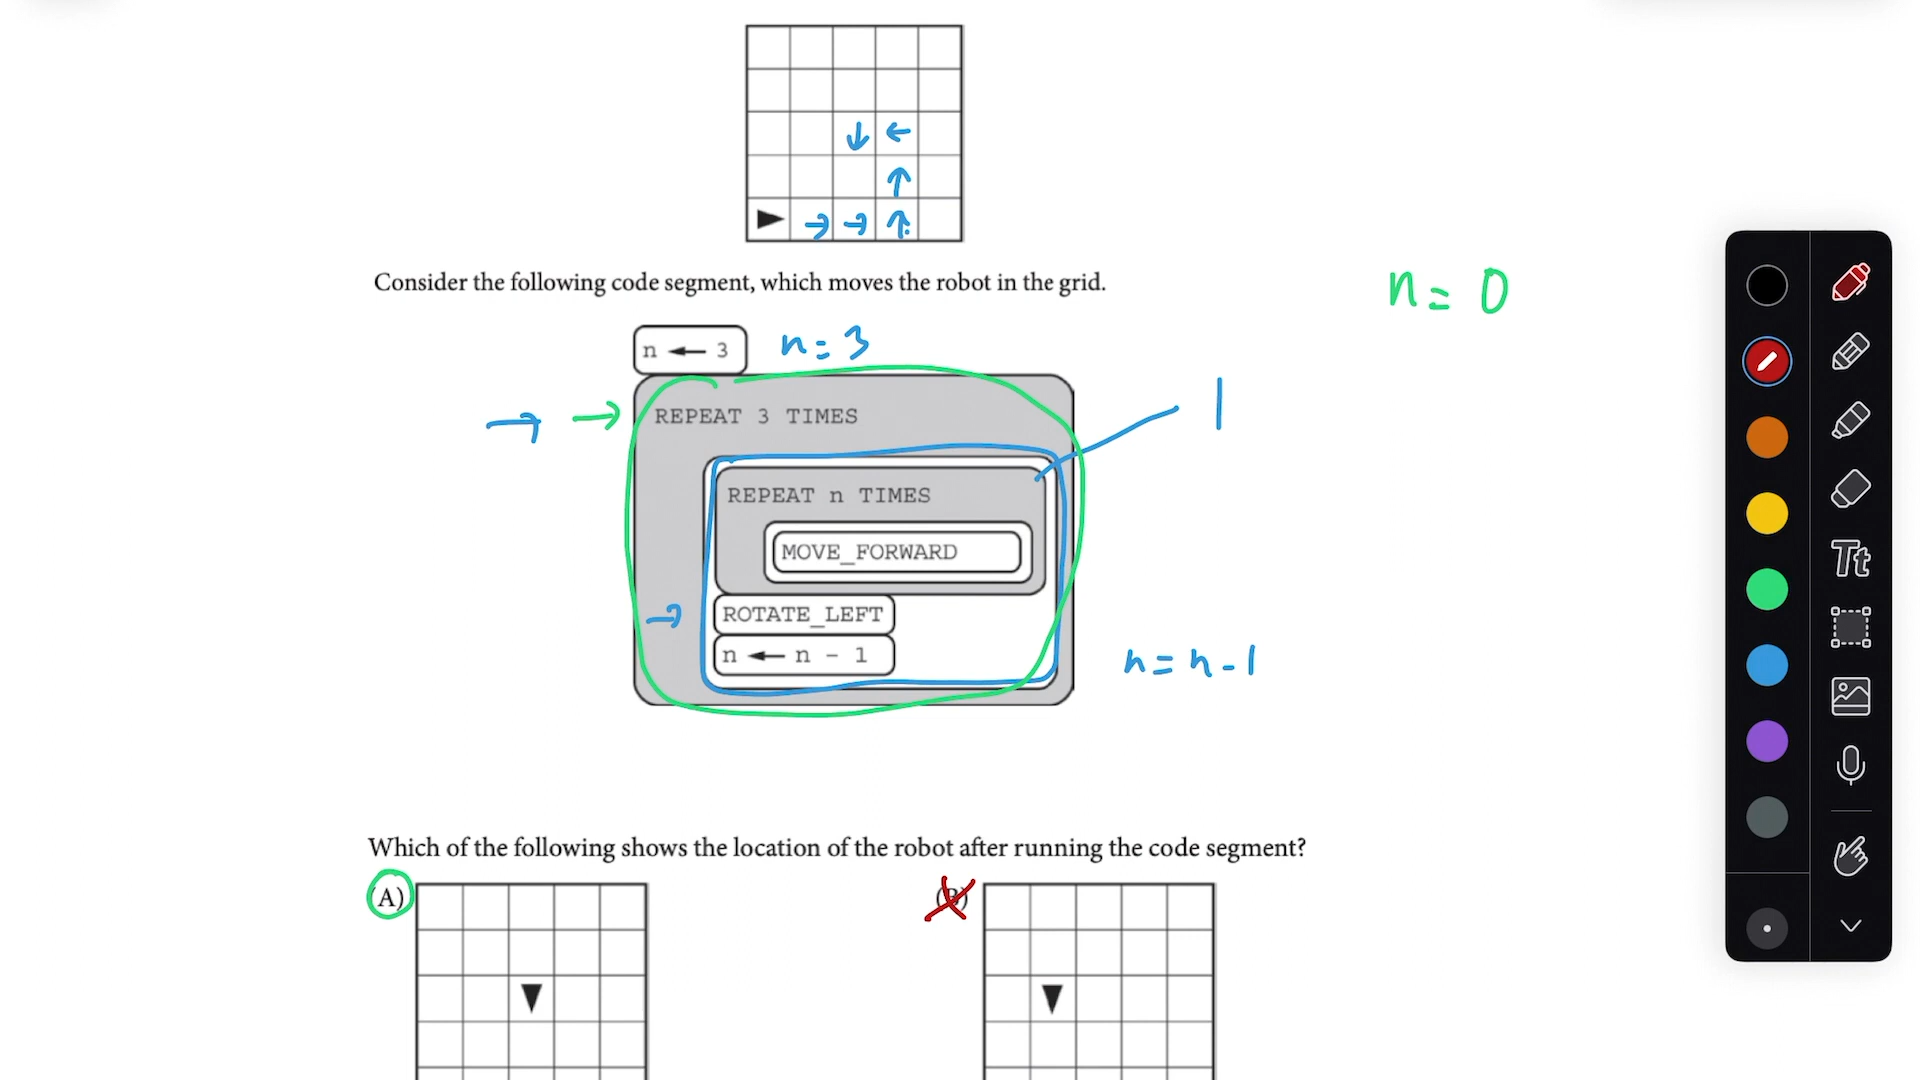 Consider the following code segment, which moves the robot in the grid.
n = 0
n ← 3
n = 3
REPEAT 3 TIMES
1
REPEAT n TIMES
MOVE_FORWARD
ROTATE_LEFT
n ← n - 1
n = n - 1
Which of the following shows the location of the robot after running the code segment?
(A)
(B)
Tt